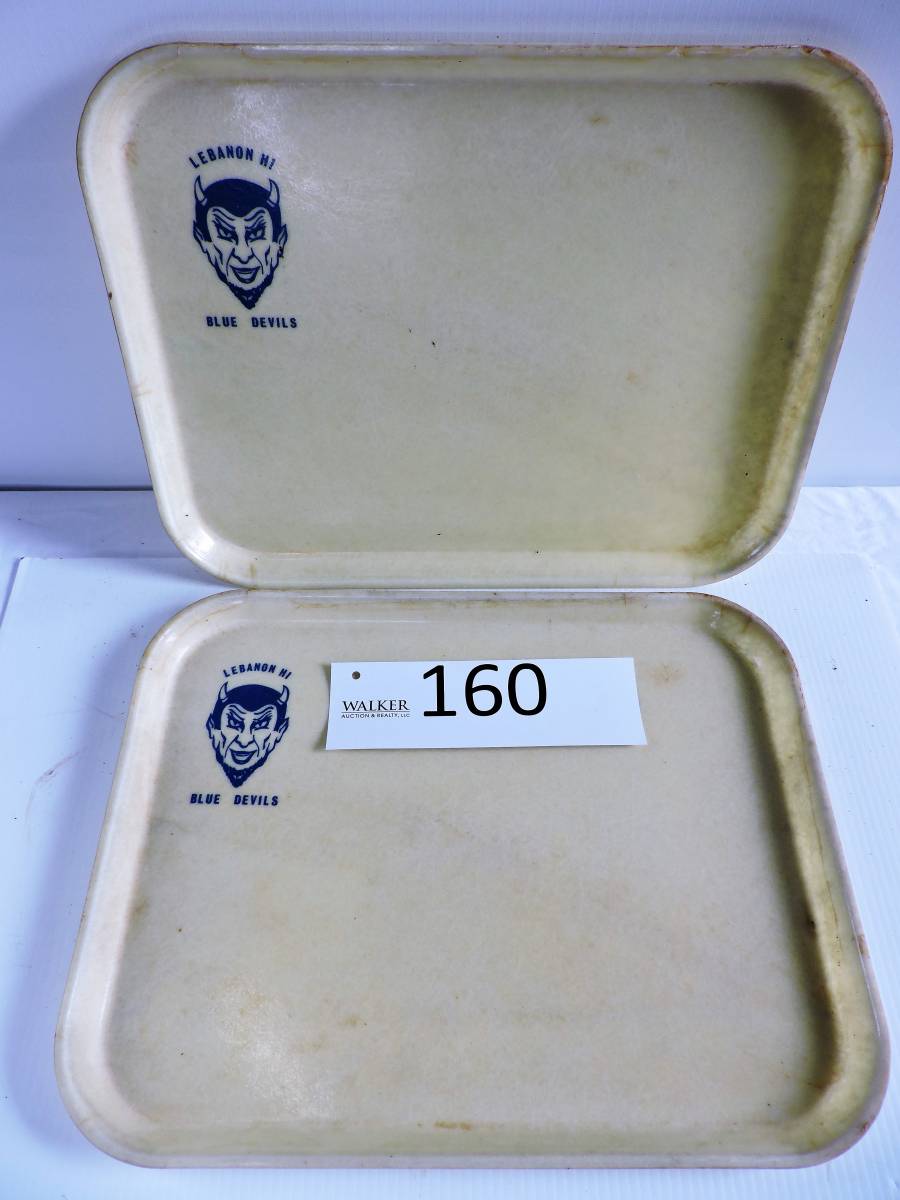 LEBANON HI
BLUE DEVILS
LEBANON HI
BLUE DEVILS
WALKER
AUCTION & REALTY, LLC
160